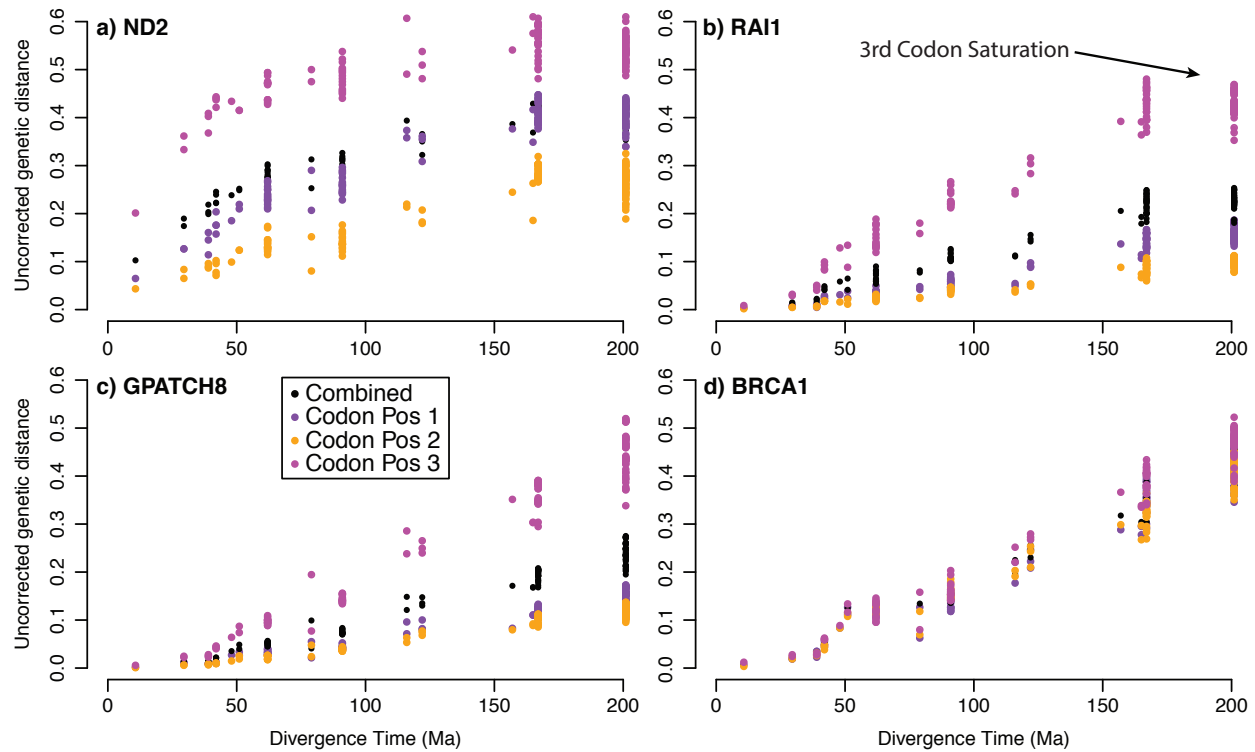 a) ND2
Uncorrected genetic distance
0.0 0.1 0.2 0.3 0.4 0.5 0.6
0 50 100 150 200
b) RAI1
3rd Codon Saturation
0.0 0.1 0.2 0.3 0.4 0.5 0.6
0 50 100 150 200
c) GPATCH8
Combined
Codon Pos 1
Codon Pos 2
Codon Pos 3
Uncorrected genetic distance
0.0 0.1 0.2 0.3 0.4 0.5 0.6
0 50 100 150 200
Divergence Time (Ma)
d) BRCA1
0.0 0.1 0.2 0.3 0.4 0.5 0.6
0 50 100 150 200
Divergence Time (Ma)